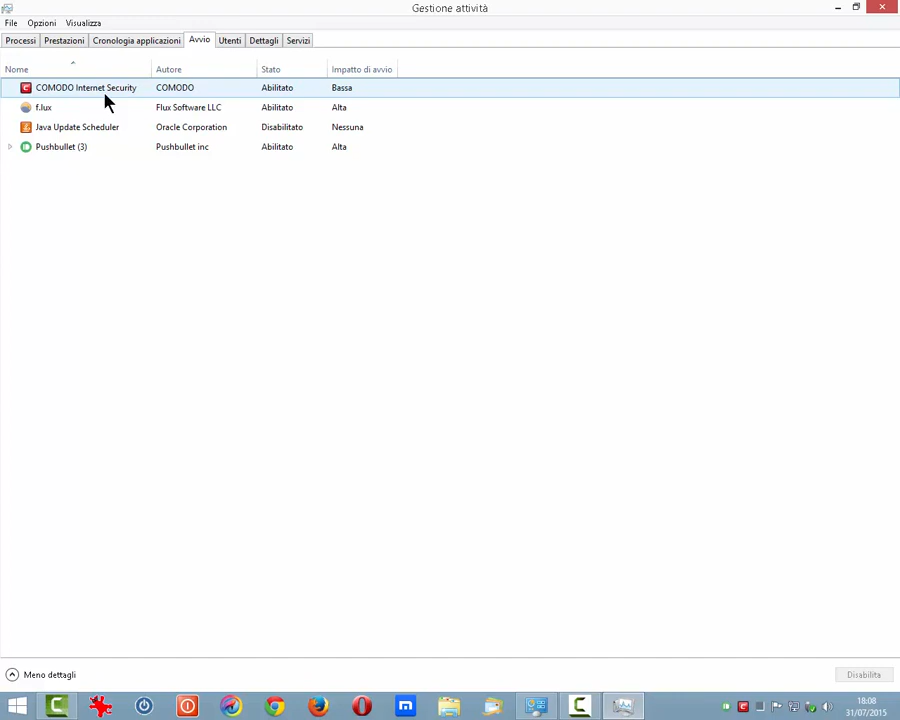 Gestione attività
File Opzioni Visualizza
Processi Prestazioni Cronologia applicazioni Avvio Utenti Dettagli Servizi
Nome Autore Stato Impatto di avvio
COMODO Internet Security COMODO Abilitato Bassa
f.lux Flux Software LLC Abilitato Alta
Java Update Scheduler Oracle Corporation Disabilitato Nessuna
Pushbullet (3) Pushbullet inc Abilitato Alta
Meno dettagli Disabilita
18:08
31/07/2015